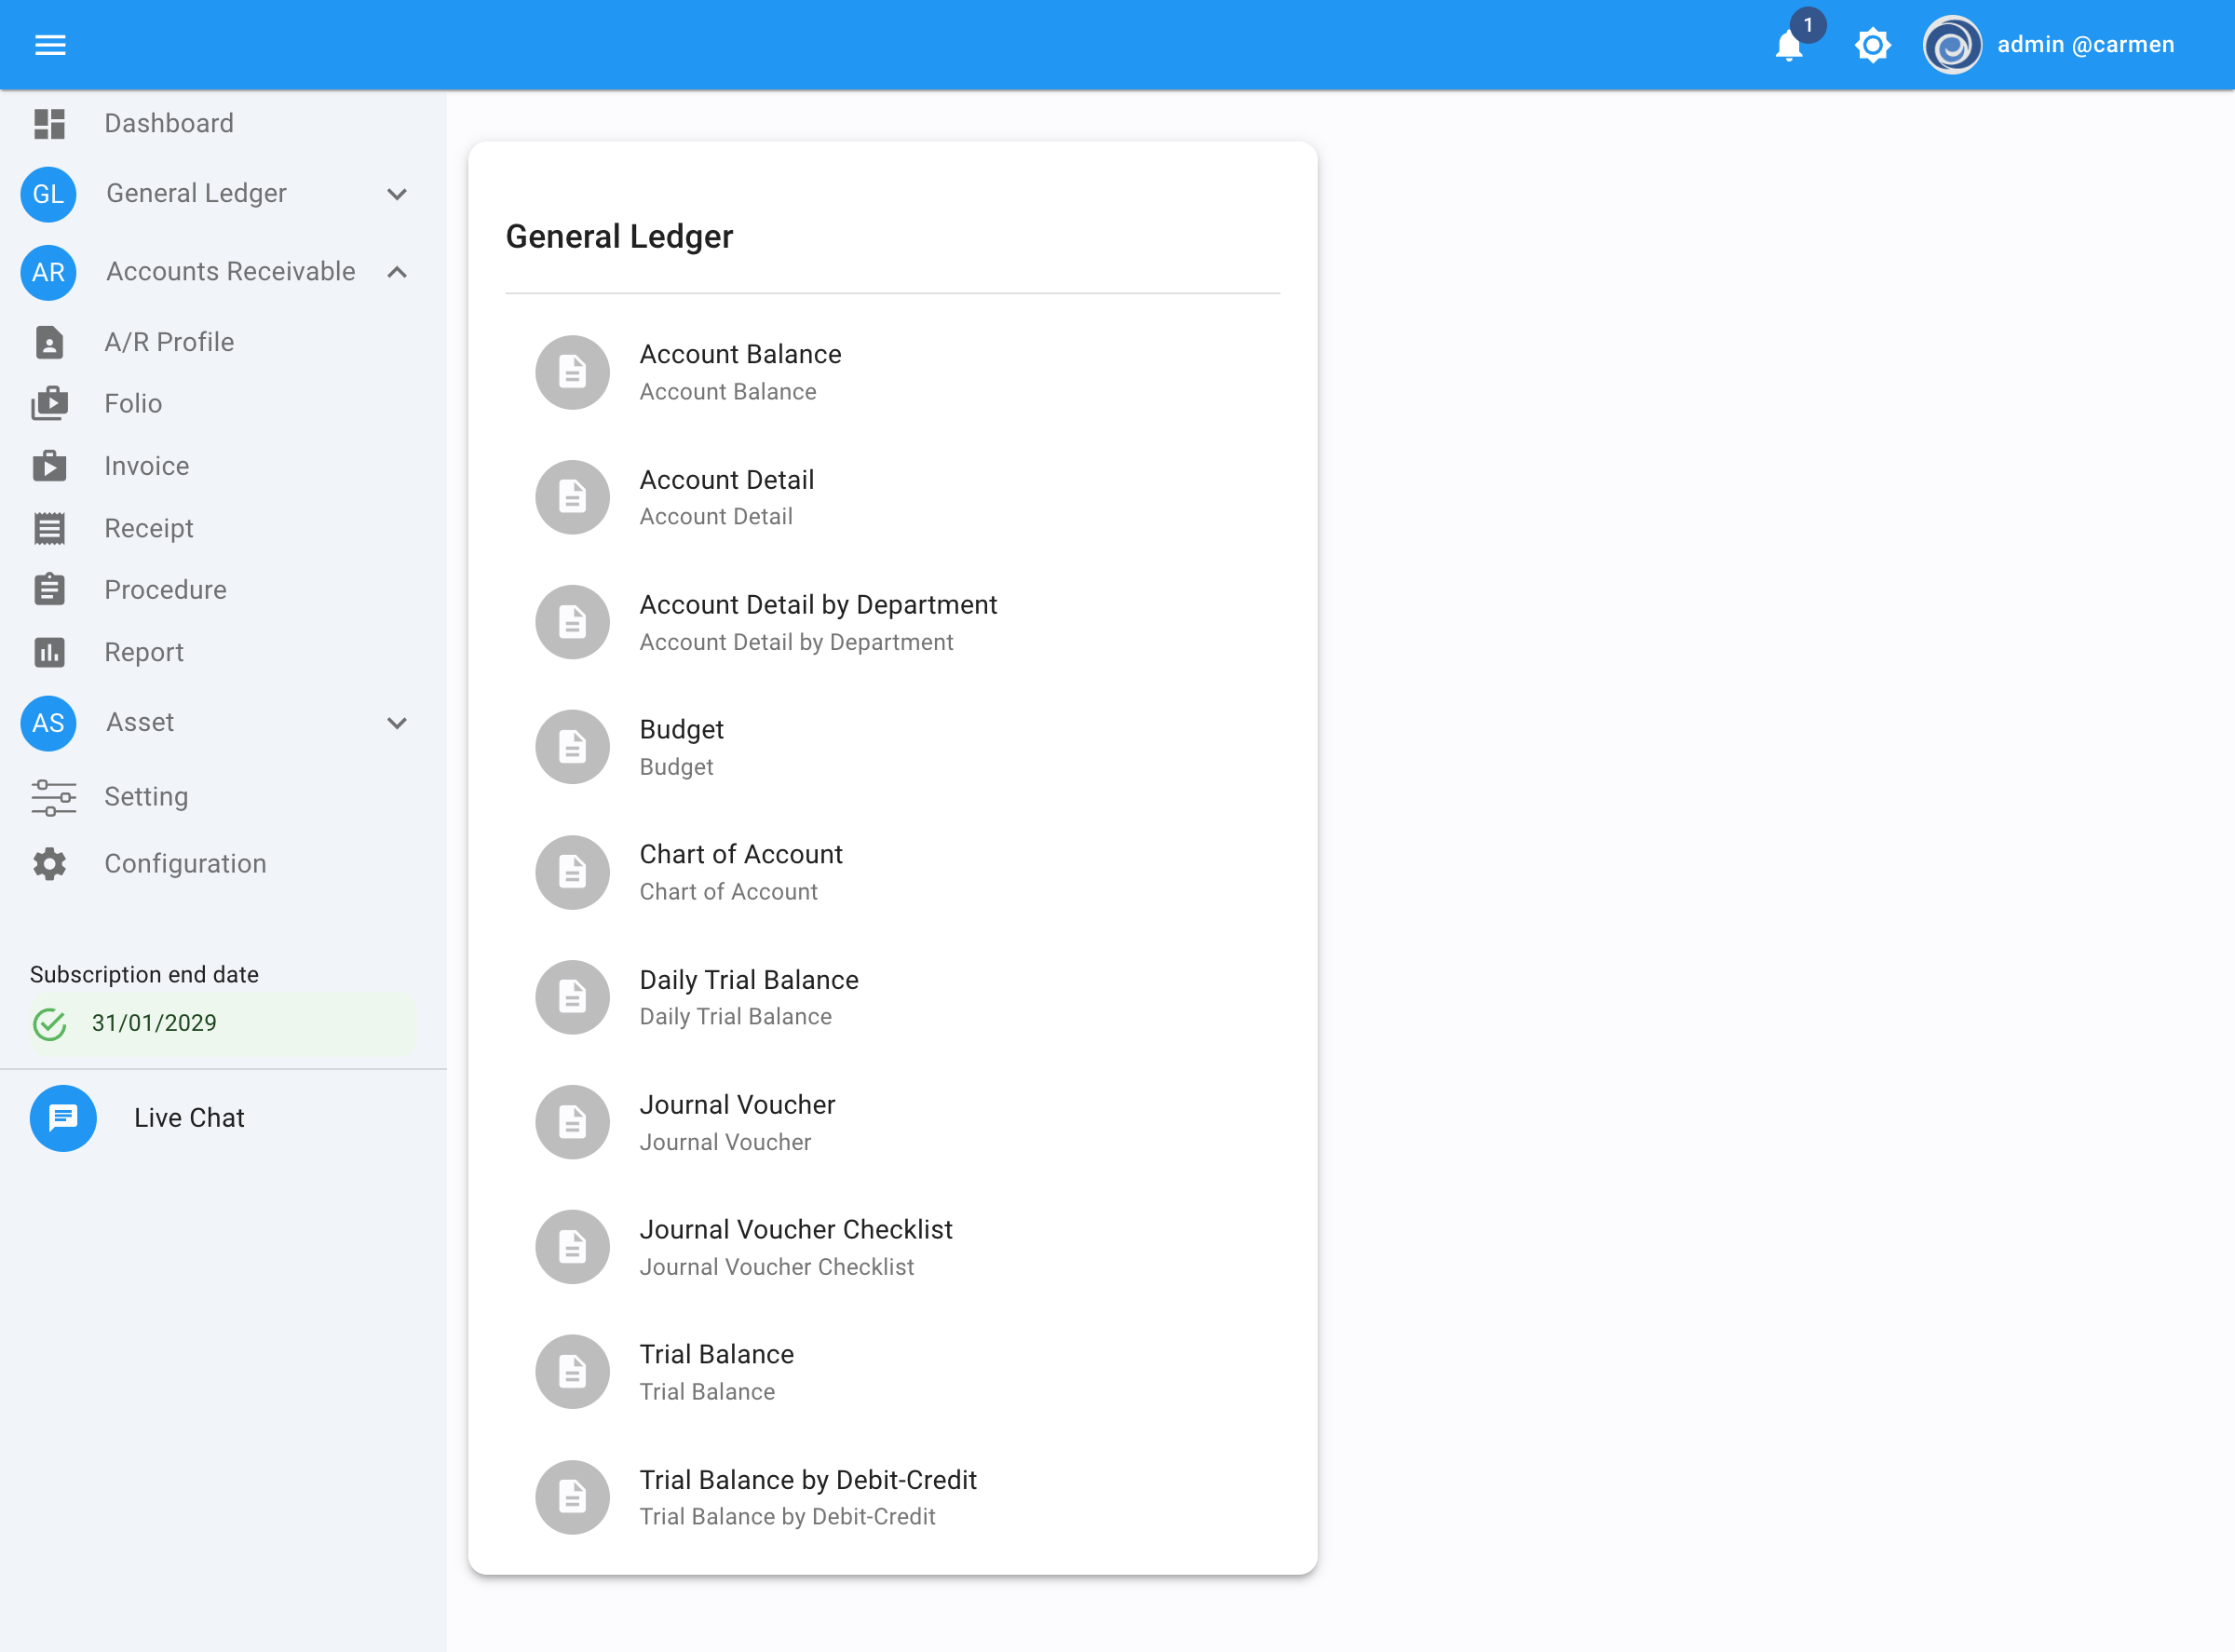 1
admin @carmen
Dashboard
GL General Ledger
AR Accounts Receivable
A/R Profile
Folio
Invoice
Receipt
Procedure
Report
AS Asset
Setting
Configuration
Subscription end date
31/01/2029
Live Chat
General Ledger
Account Balance
Account Balance
Account Detail
Account Detail
Account Detail by Department
Account Detail by Department
Budget
Budget
Chart of Account
Chart of Account
Daily Trial Balance
Daily Trial Balance
Journal Voucher
Journal Voucher
Journal Voucher Checklist
Journal Voucher Checklist
Trial Balance
Trial Balance
Trial Balance by Debit-Credit
Trial Balance by Debit-Credit